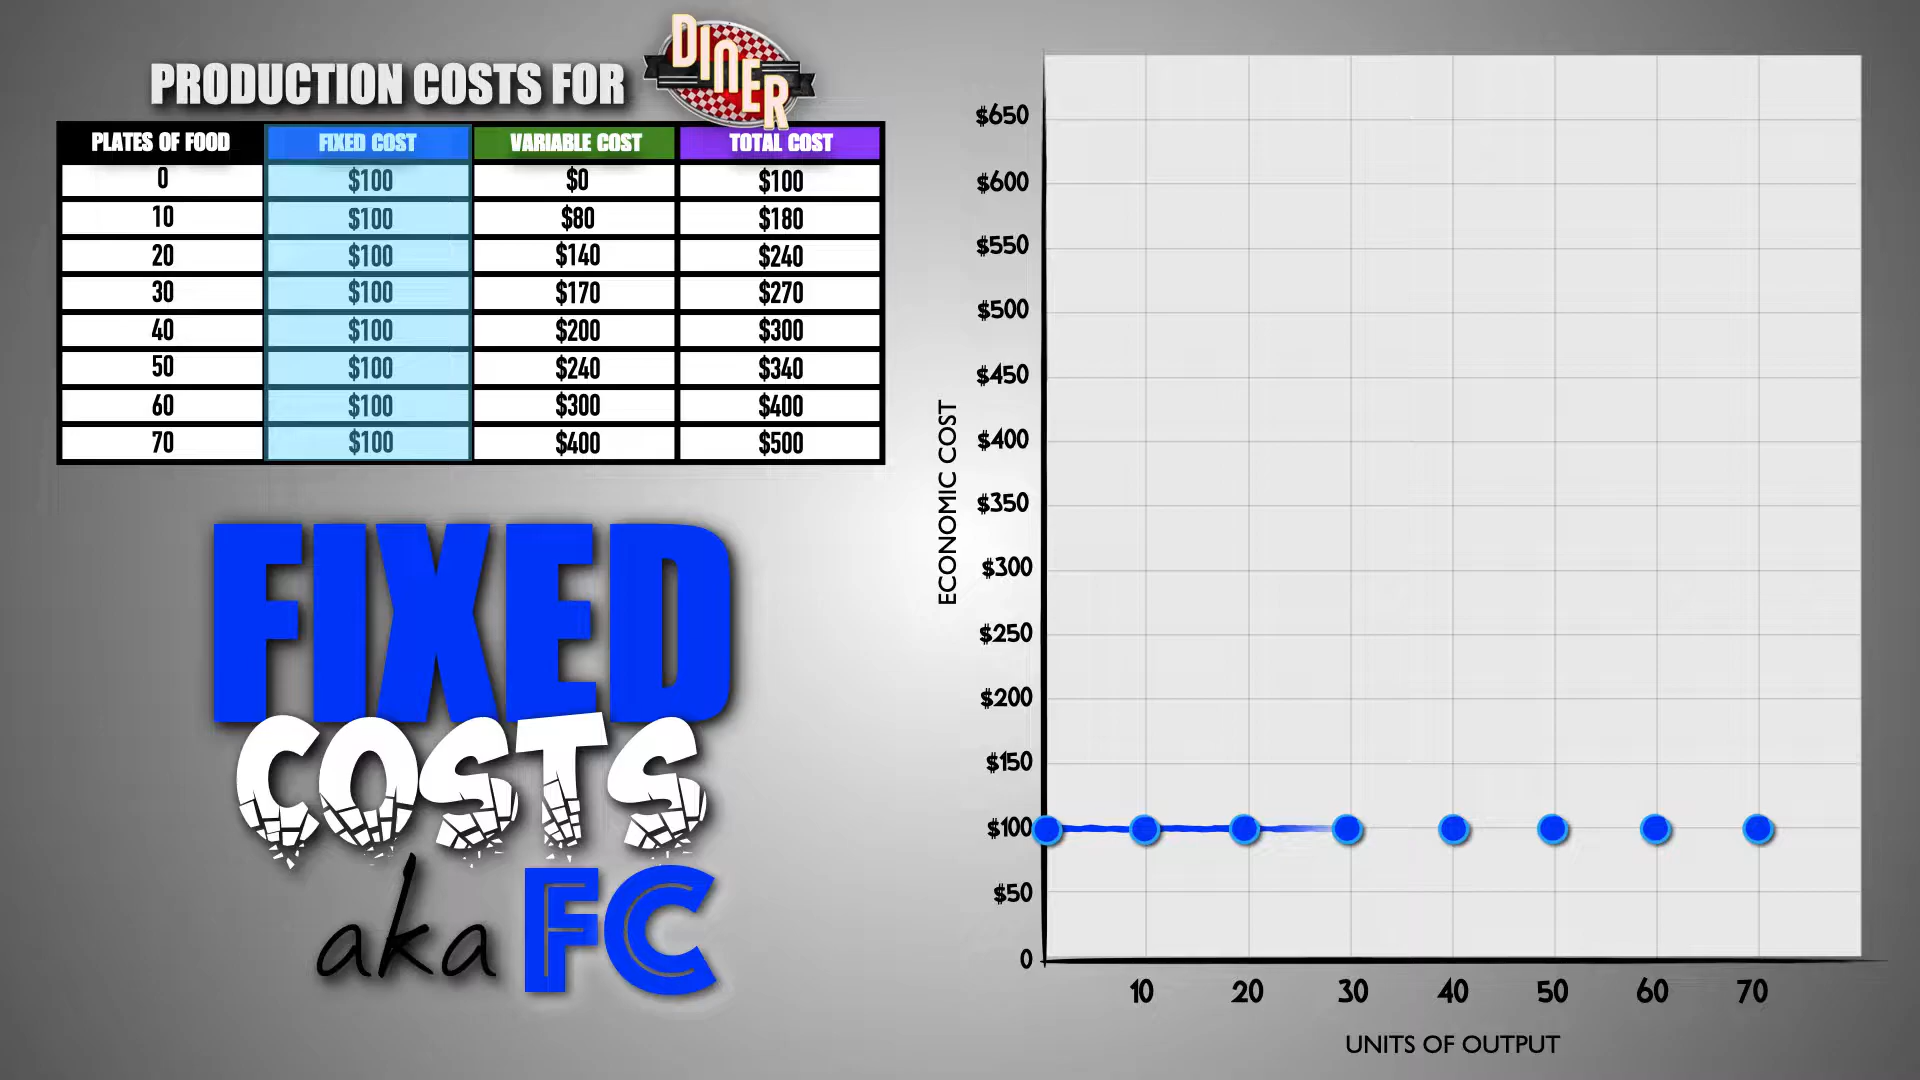 PRODUCTION COSTS FOR DINER
PLATES OF FOOD FIXED COST VARIABLE COST TOTAL COST
0 $100 $0 $100
10 $100 $80 $180
20 $100 $140 $240
30 $100 $170 $270
40 $100 $200 $300
50 $100 $240 $340
60 $100 $300 $400
70 $100 $400 $500
FIXED
COSTS
aka FC
ECONOMIC COST
$650
$600
$550
$500
$450
$400
$350
$300
$250
$200
$150
$100
$50
0
10 20 30 40 50 60 70
UNITS OF OUTPUT